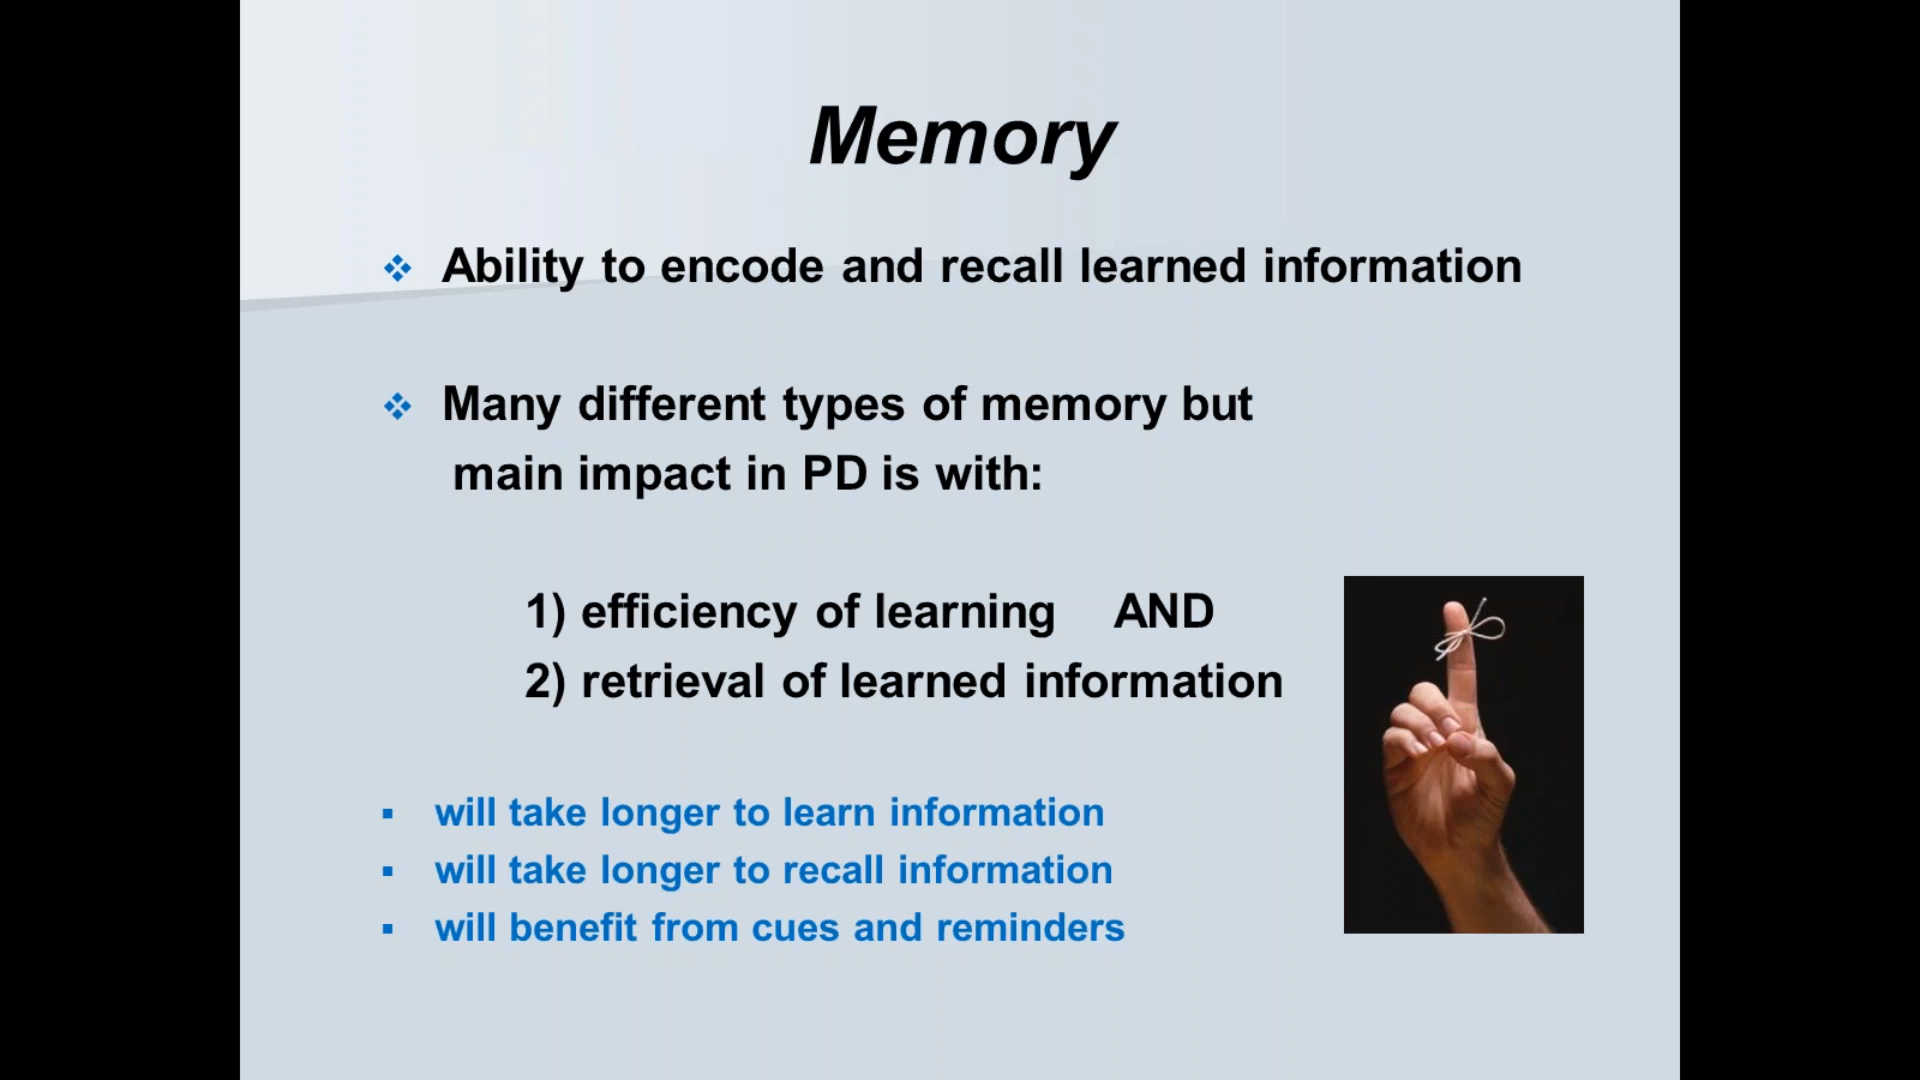 Memory
Ability to encode and recall learned information
Many different types of memory but
main impact in PD is with:
1) efficiency of learning AND
2) retrieval of learned information
will take longer to learn information
will take longer to recall information
will benefit from cues and reminders